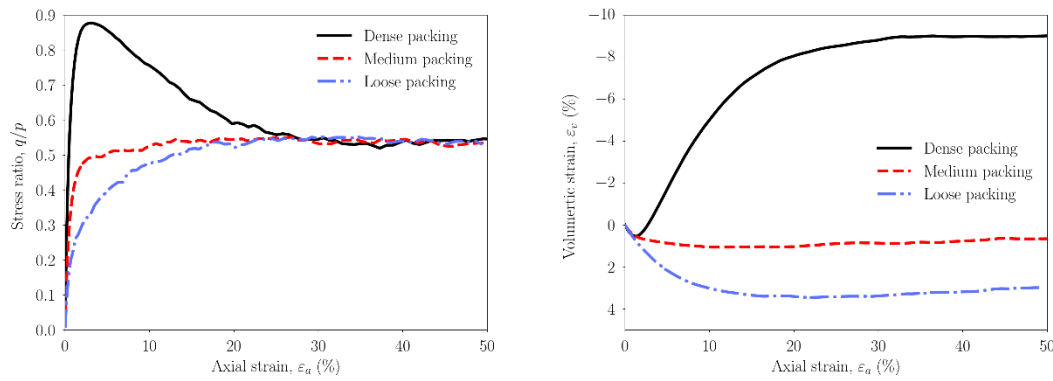 0.9
0.8
0.7
0.6
0.5
0.4
0.3
0.2
0.1
0.0
Stress ratio, q/p
Dense packing
Medium packing
Loose packing
0 10 20 30 40 50
Axial strain, εa (%)
−10
−8
−6
−4
−2
0
2
4
Volumertic strain, εv (%)
Dense packing
Medium packing
Loose packing
0 10 20 30 40 50
Axial strain, εa (%)